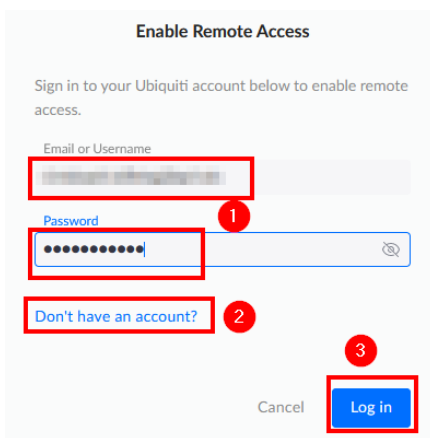 Enable Remote Access
Sign in to your Ubiquiti account below to enable remote
access.
Email or Username
1
Password
●●●●●●●●●●●
Don't have an account?
2
3
Cancel
Log in